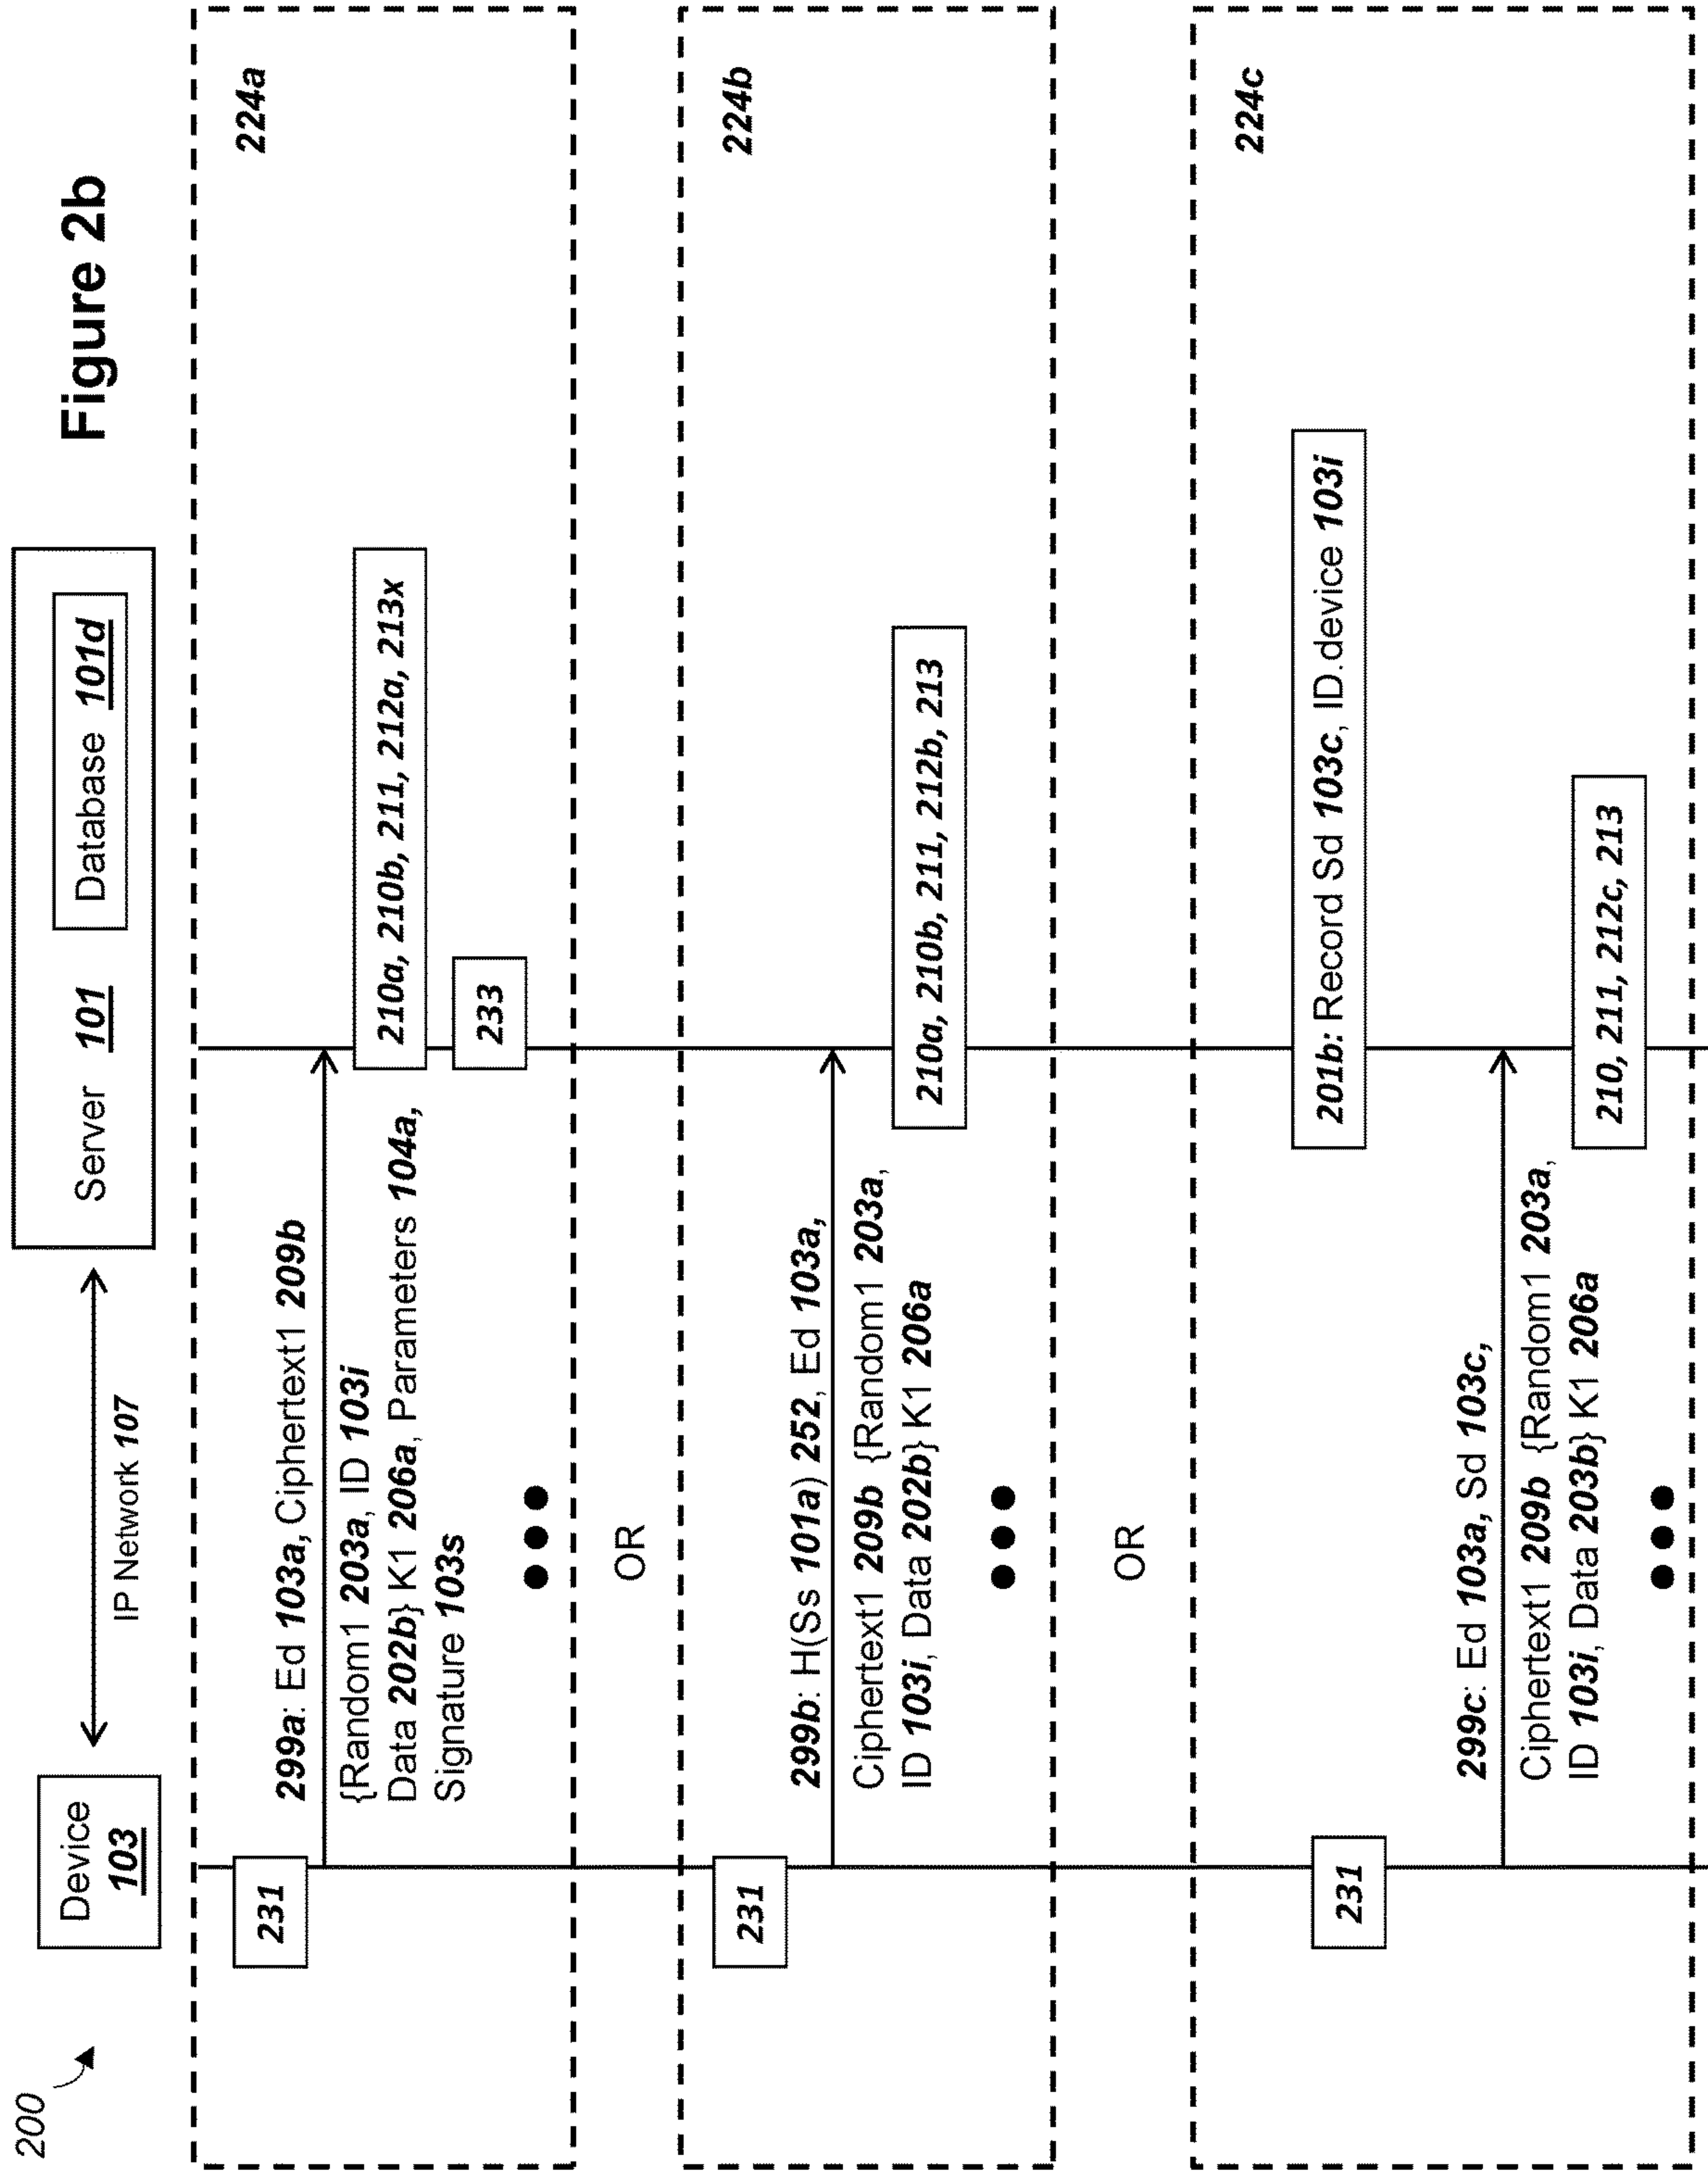 Figure 2b
200
Device
103
IP Network 107
Server 101
Database 101d
224a
231
299a: Ed 103a, Ciphertext1 209b
{Random1 203a, ID 103i
Data 202b} K1 206a, Parameters 104a,
Signature 103s
210a, 210b, 211, 212a, 213x
233
OR
224b
231
299b: H(Ss 101a) 252, Ed 103a,
Ciphertext1 209b {Random1 203a,
ID 103i, Data 202b} K1 206a
210a, 210b, 211, 212b, 213
OR
224c
201b: Record Sd 103c, ID.device 103i
231
299c: Ed 103a, Sd 103c,
Ciphertext1 209b {Random1 203a,
ID 103i, Data 203b} K1 206a
210, 211, 212c, 213